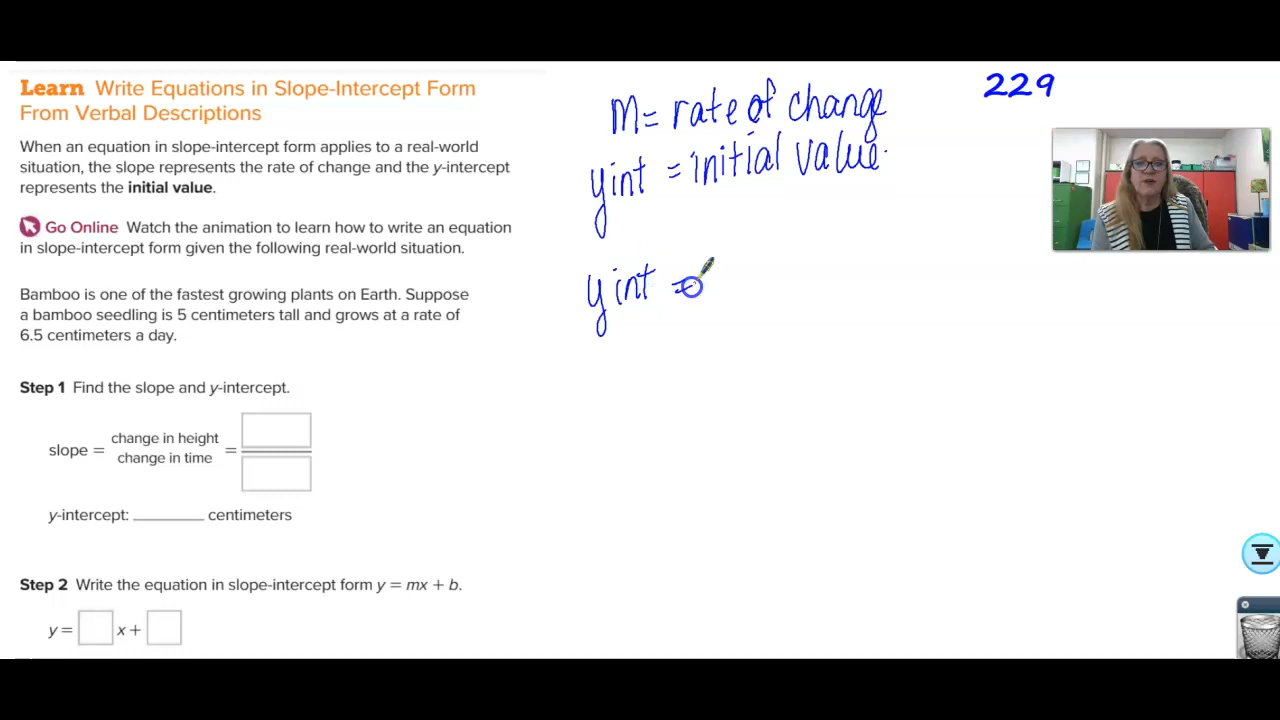 Learn Write Equations in Slope-Intercept Form
From Verbal Descriptions
When an equation in slope-intercept form applies to a real-world
situation, the slope represents the rate of change and the y-intercept
represents the initial value.
Go Online Watch the animation to learn how to write an equation
in slope-intercept form given the following real-world situation.
Bamboo is one of the fastest growing plants on Earth. Suppose
a bamboo seedling is 5 centimeters tall and grows at a rate of
6.5 centimeters a day.
Step 1 Find the slope and y-intercept.
slope = change in height
change in time =
y-intercept: ________ centimeters
Step 2 Write the equation in slope-intercept form y = mx + b.
y = x +
m = rate of change
y int = initial value.
y int =
229